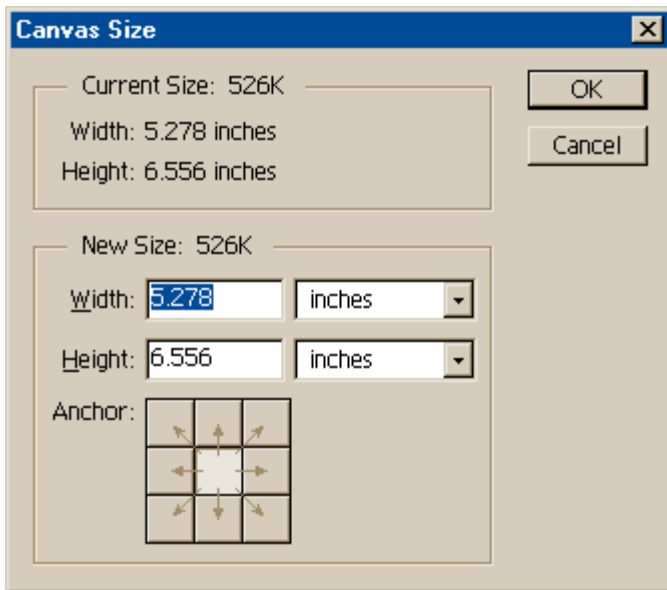 Canvas Size
Current Size: 526K
OK
Width: 5.278 inches
Cancel
Height: 6.556 inches
New Size: 526K
Width: 5.278 inches
Height: 6.556 inches
Anchor: